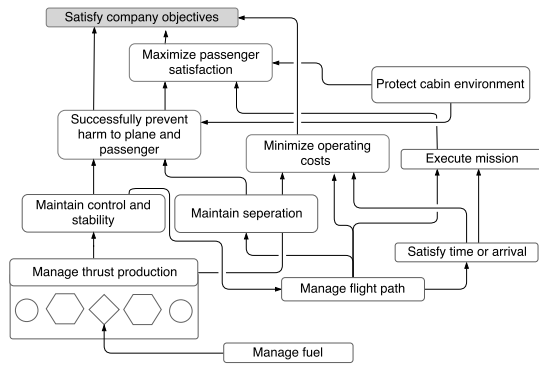 Satisfy company objectives
Maximize passenger
satisfaction
Protect cabin environment
Successfully prevent
harm to plane and
passenger
Minimize operating
costs
Execute mission
Maintain control and
stability
Maintain seperation
Satisfy time or arrival
Manage thrust production
Manage flight path
Manage fuel